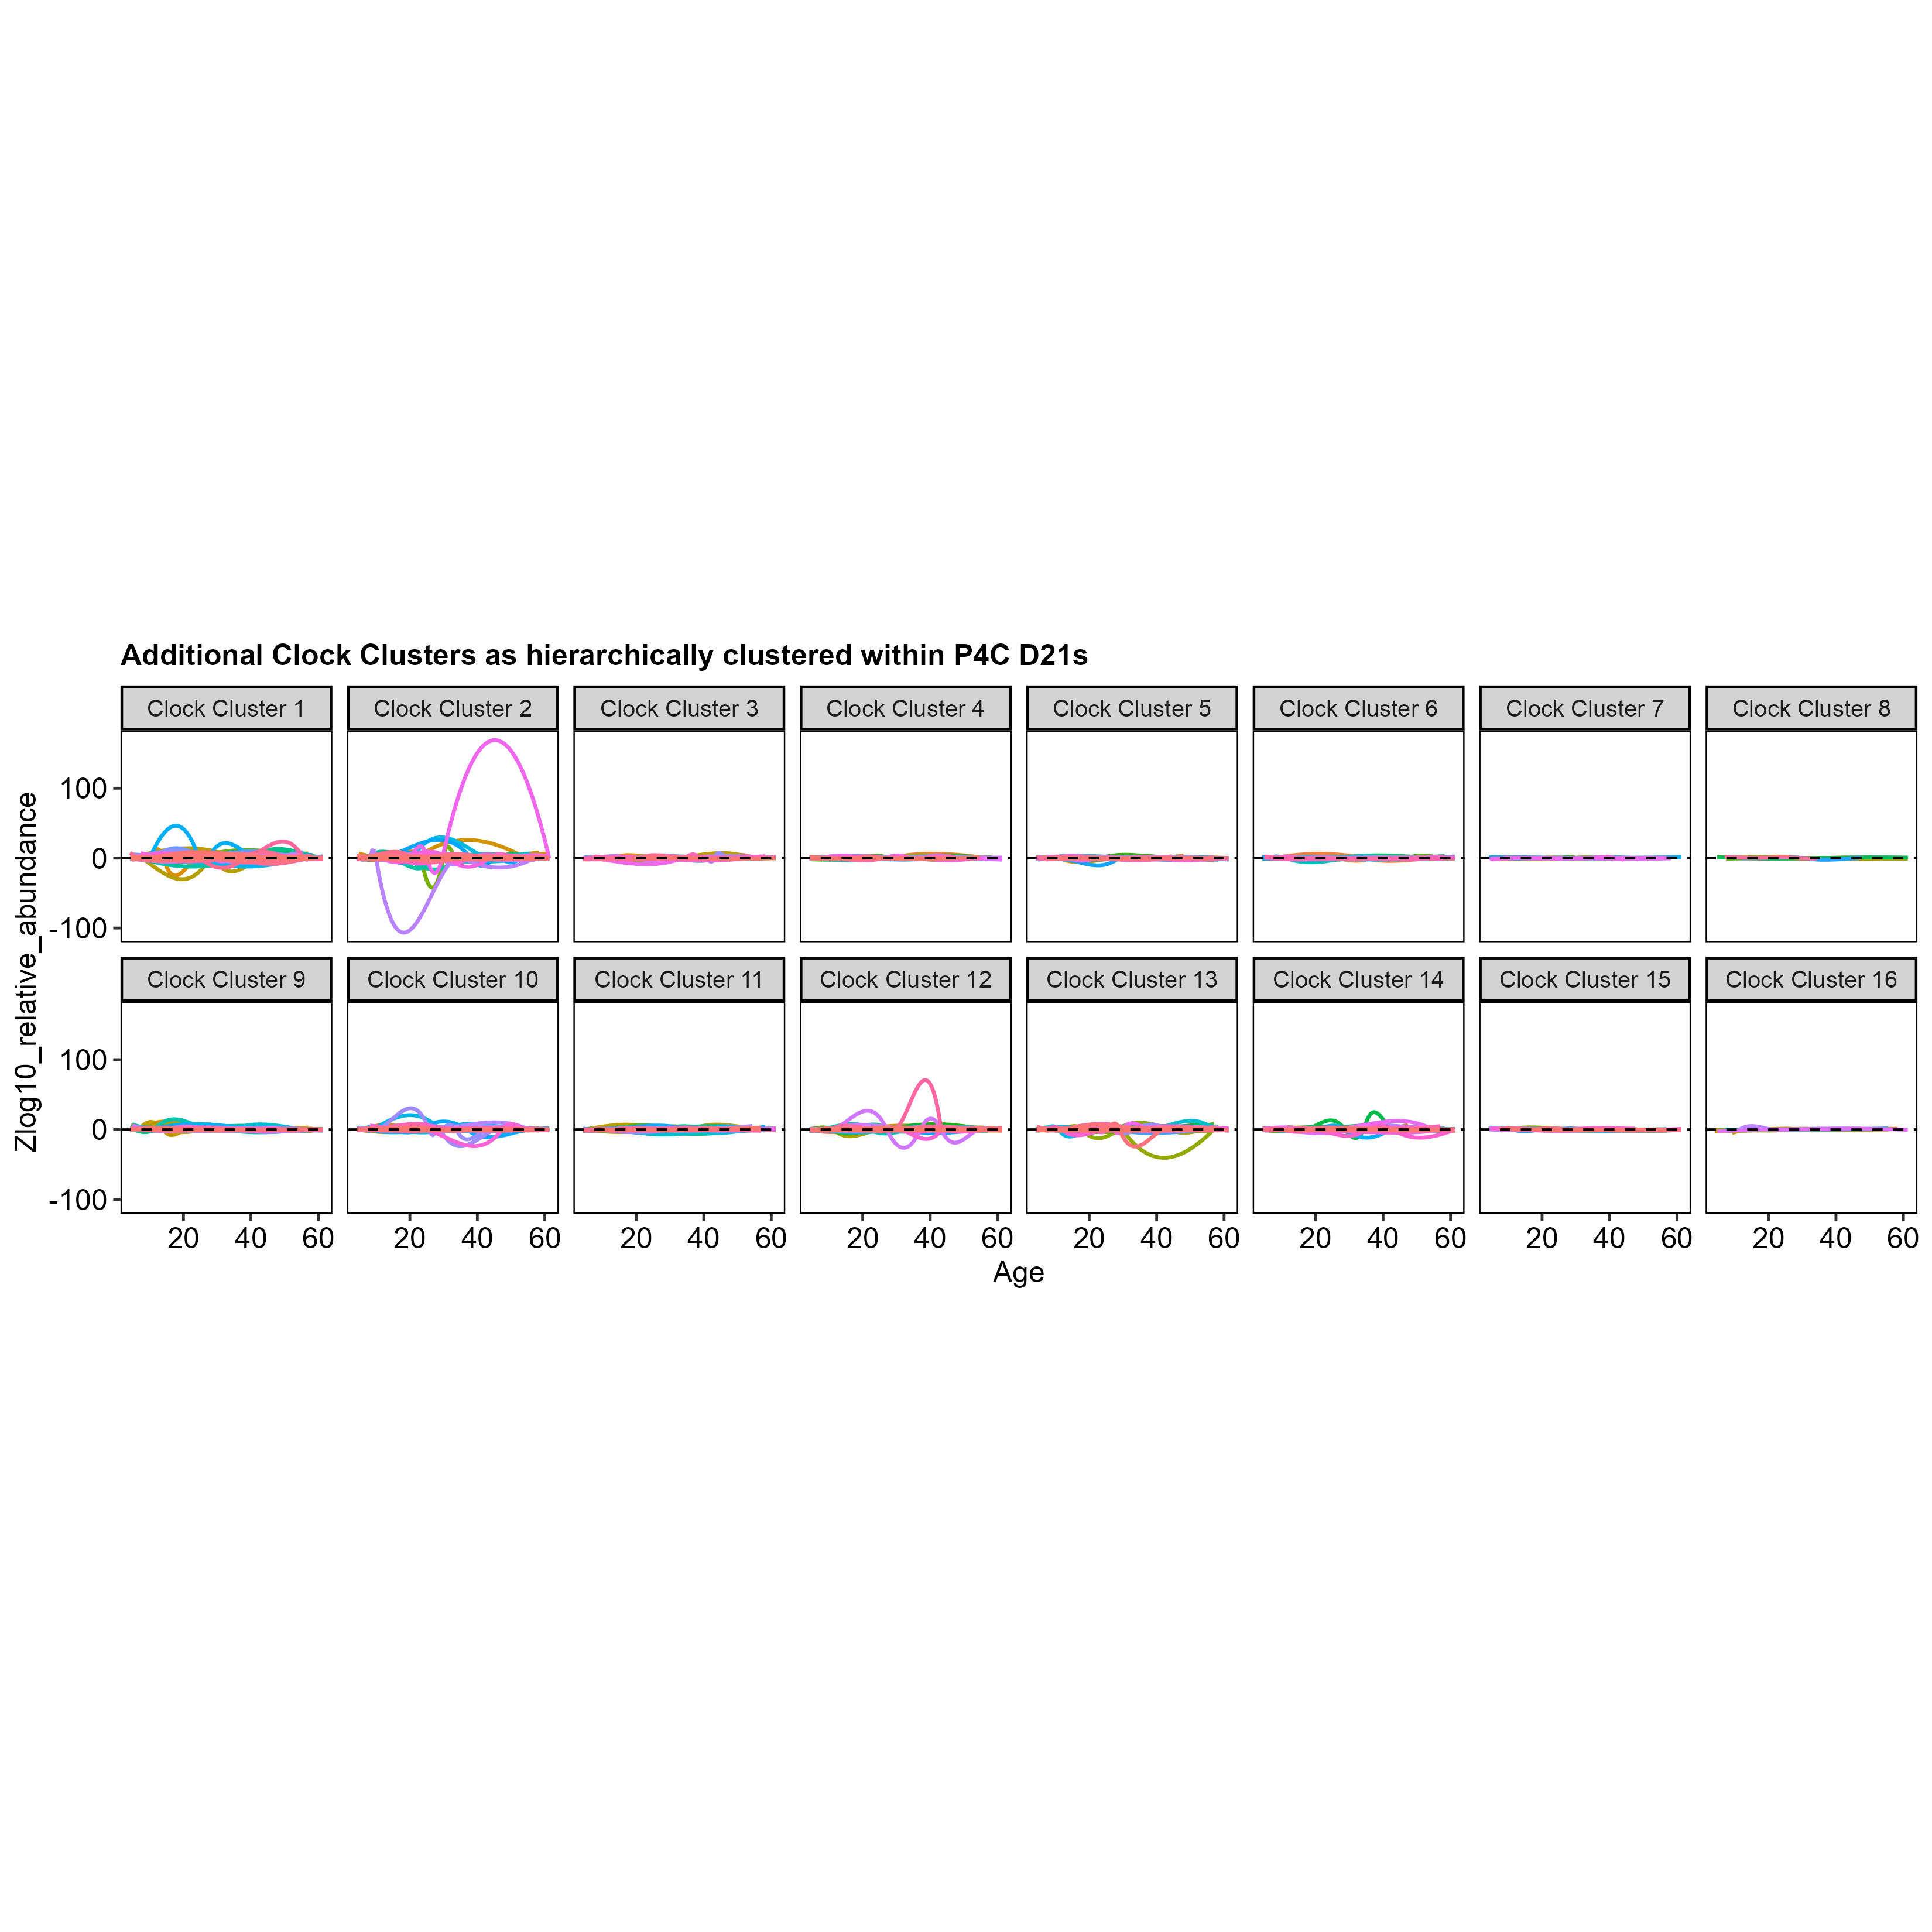 Additional Clock Clusters as hierarchically clustered within P4C D21s
Clock Cluster 1 Clock Cluster 2 Clock Cluster 3 Clock Cluster 4 Clock Cluster 5 Clock Cluster 6 Clock Cluster 7 Clock Cluster 8
100
0
-100
Clock Cluster 9 Clock Cluster 10 Clock Cluster 11 Clock Cluster 12 Clock Cluster 13 Clock Cluster 14 Clock Cluster 15 Clock Cluster 16
100
0
-100
20 40 60 20 40 60 20 40 60 20 40 60 20 40 60 20 40 60 20 40 60 20 40 60
Age
Zlog10_relative_abundance